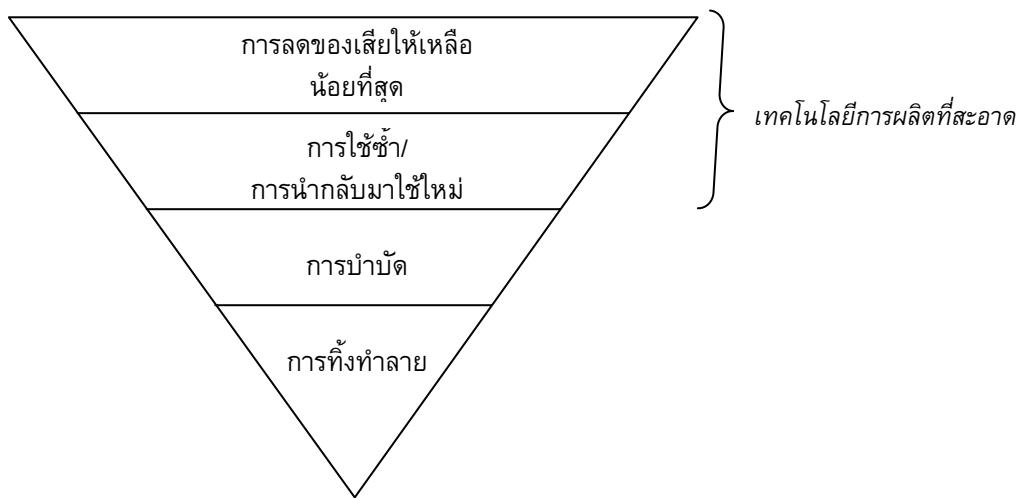 การลดของเสียให้เหลือ
น้อยที่สุด
เทคโนโลยีการผลิตที่สะอาด
การใช้ซ้ำ/
การนำกลับมาใช้ใหม่
การบำบัด
การทิ้งทำลาย